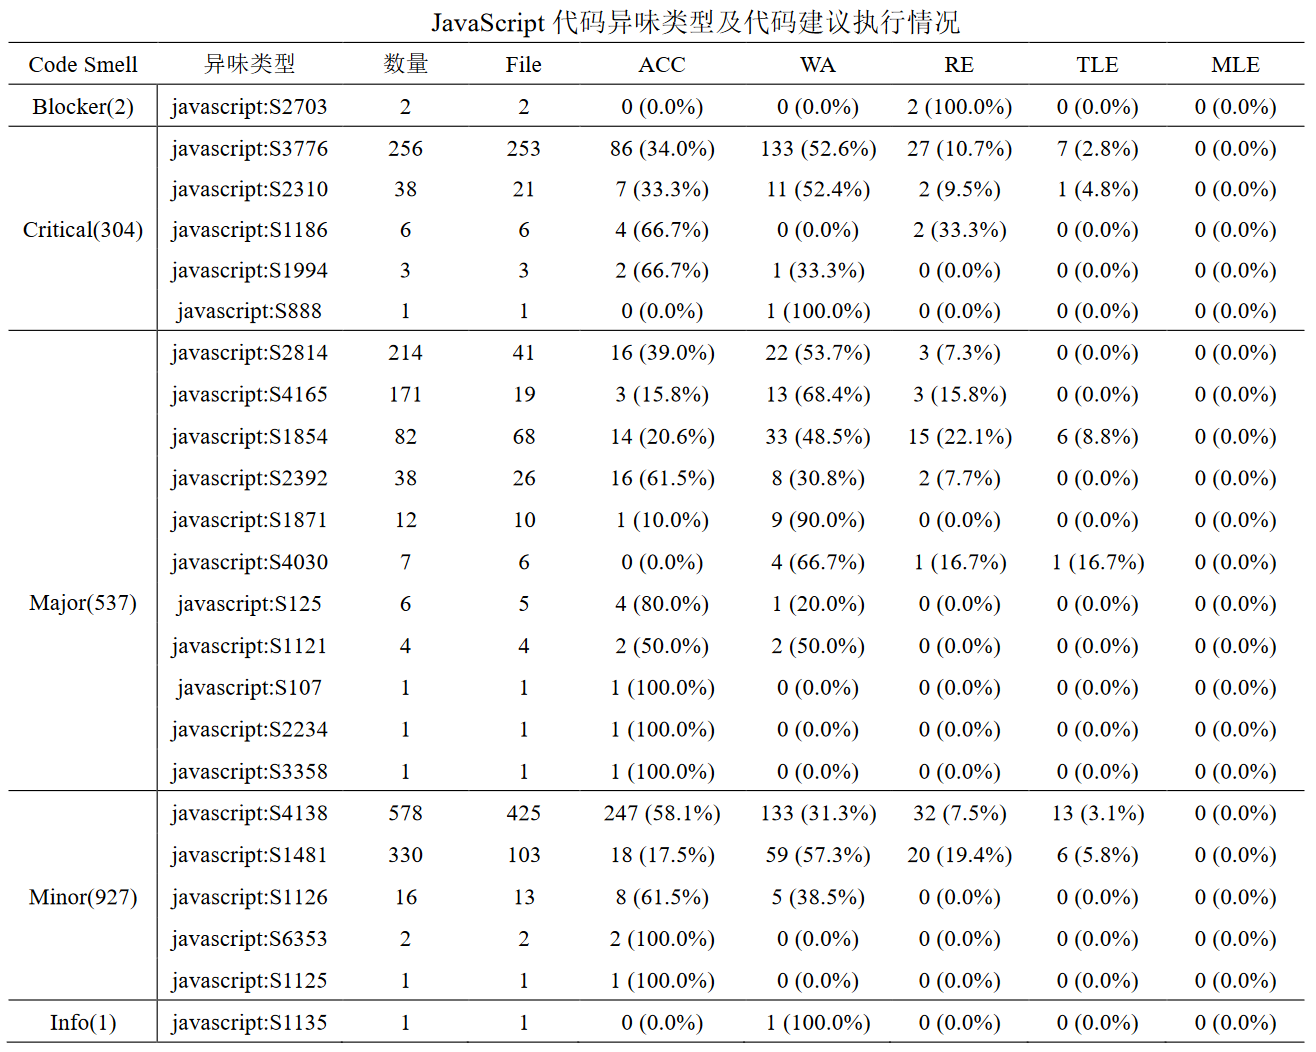 JavaScript 代码异味类型及代码建议执行情况
Code Smell 异味类型 数量 File ACC WA RE TLE MLE
Blocker(2) javascript:S2703 2 2 0 (0.0%) 0 (0.0%) 2 (100.0%) 0 (0.0%) 0 (0.0%)
javascript:S3776 256 253 86 (34.0%) 133 (52.6%) 27 (10.7%) 7 (2.8%) 0 (0.0%)
javascript:S2310 38 21 7 (33.3%) 11 (52.4%) 2 (9.5%) 1 (4.8%) 0 (0.0%)
Critical(304) javascript:S1186 6 6 4 (66.7%) 0 (0.0%) 2 (33.3%) 0 (0.0%) 0 (0.0%)
javascript:S1994 3 3 2 (66.7%) 1 (33.3%) 0 (0.0%) 0 (0.0%) 0 (0.0%)
javascript:S888 1 1 0 (0.0%) 1 (100.0%) 0 (0.0%) 0 (0.0%) 0 (0.0%)
javascript:S2814 214 41 16 (39.0%) 22 (53.7%) 3 (7.3%) 0 (0.0%) 0 (0.0%)
javascript:S4165 171 19 3 (15.8%) 13 (68.4%) 3 (15.8%) 0 (0.0%) 0 (0.0%)
javascript:S1854 82 68 14 (20.6%) 33 (48.5%) 15 (22.1%) 6 (8.8%) 0 (0.0%)
javascript:S2392 38 26 16 (61.5%) 8 (30.8%) 2 (7.7%) 0 (0.0%) 0 (0.0%)
javascript:S1871 12 10 1 (10.0%) 9 (90.0%) 0 (0.0%) 0 (0.0%) 0 (0.0%)
javascript:S4030 7 6 0 (0.0%) 4 (66.7%) 1 (16.7%) 1 (16.7%) 0 (0.0%)
Major(537) javascript:S125 6 5 4 (80.0%) 1 (20.0%) 0 (0.0%) 0 (0.0%) 0 (0.0%)
javascript:S1121 4 4 2 (50.0%) 2 (50.0%) 0 (0.0%) 0 (0.0%) 0 (0.0%)
javascript:S107 1 1 1 (100.0%) 0 (0.0%) 0 (0.0%) 0 (0.0%) 0 (0.0%)
javascript:S2234 1 1 1 (100.0%) 0 (0.0%) 0 (0.0%) 0 (0.0%) 0 (0.0%)
javascript:S3358 1 1 1 (100.0%) 0 (0.0%) 0 (0.0%) 0 (0.0%) 0 (0.0%)
javascript:S4138 578 425 247 (58.1%) 133 (31.3%) 32 (7.5%) 13 (3.1%) 0 (0.0%)
javascript:S1481 330 103 18 (17.5%) 59 (57.3%) 20 (19.4%) 6 (5.8%) 0 (0.0%)
Minor(927) javascript:S1126 16 13 8 (61.5%) 5 (38.5%) 0 (0.0%) 0 (0.0%) 0 (0.0%)
javascript:S6353 2 2 2 (100.0%) 0 (0.0%) 0 (0.0%) 0 (0.0%) 0 (0.0%)
javascript:S1125 1 1 1 (100.0%) 0 (0.0%) 0 (0.0%) 0 (0.0%) 0 (0.0%)
Info(1) javascript:S1135 1 1 0 (0.0%) 1 (100.0%) 0 (0.0%) 0 (0.0%) 0 (0.0%)